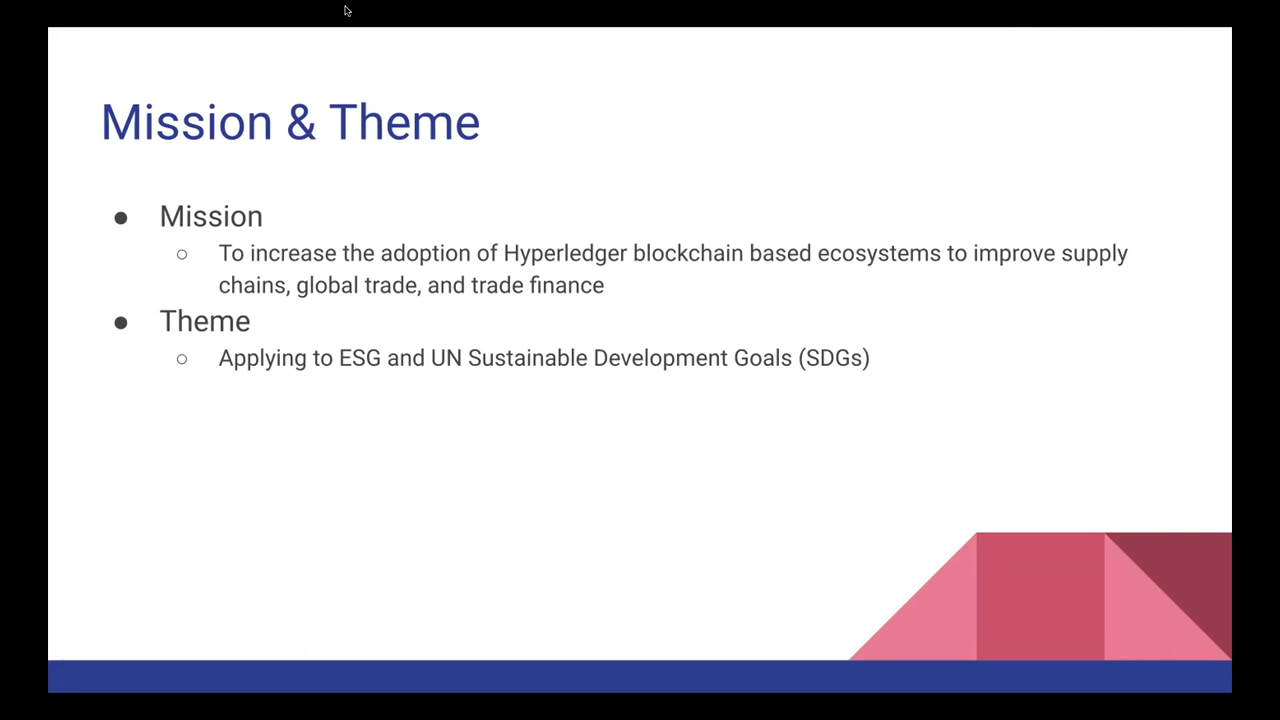 Mission & Theme
● Mission
○ To increase the adoption of Hyperledger blockchain based ecosystems to improve supply
chains, global trade, and trade finance
● Theme
○ Applying to ESG and UN Sustainable Development Goals (SDGs)